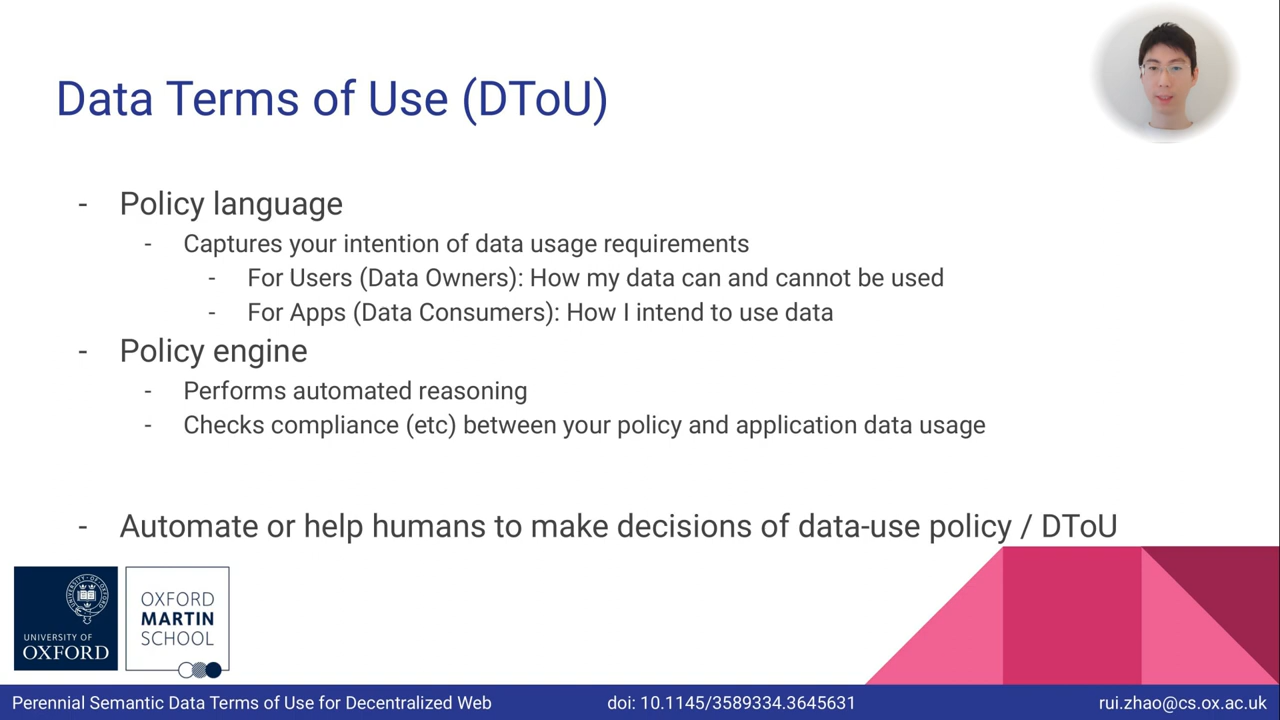 Data Terms of Use (DToU)
- Policy language
- Captures your intention of data usage requirements
- For Users (Data Owners): How my data can and cannot be used
- For Apps (Data Consumers): How I intend to use data
- Policy engine
- Performs automated reasoning
- Checks compliance (etc) between your policy and application data usage
- Automate or help humans to make decisions of data-use policy / DToU
UNIVERSITY OF
OXFORD
OXFORD
MARTIN
SCHOOL
Perennial Semantic Data Terms of Use for Decentralized Web
doi: 10.1145/3589334.3645631
rui.zhao@cs.ox.ac.uk